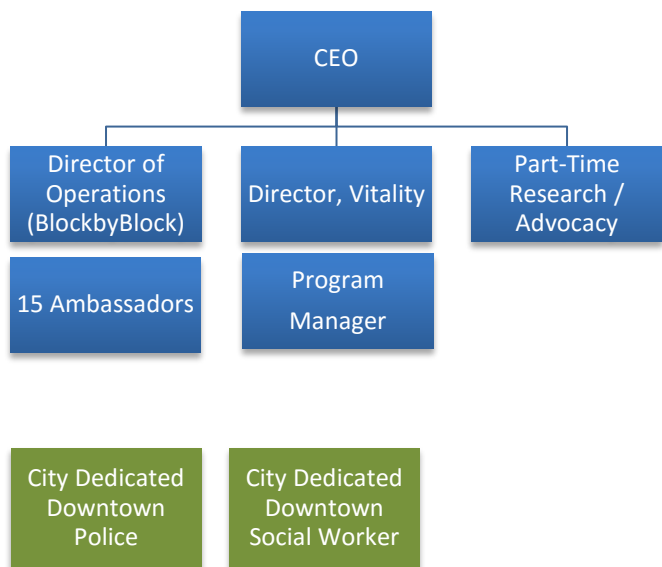 CEO
Director of
Operations
(BlockbyBlock)
Director, Vitality
Part-Time
Research /
Advocacy
15 Ambassadors
Program
Manager
City Dedicated
Downtown
Police
City Dedicated
Downtown
Social Worker